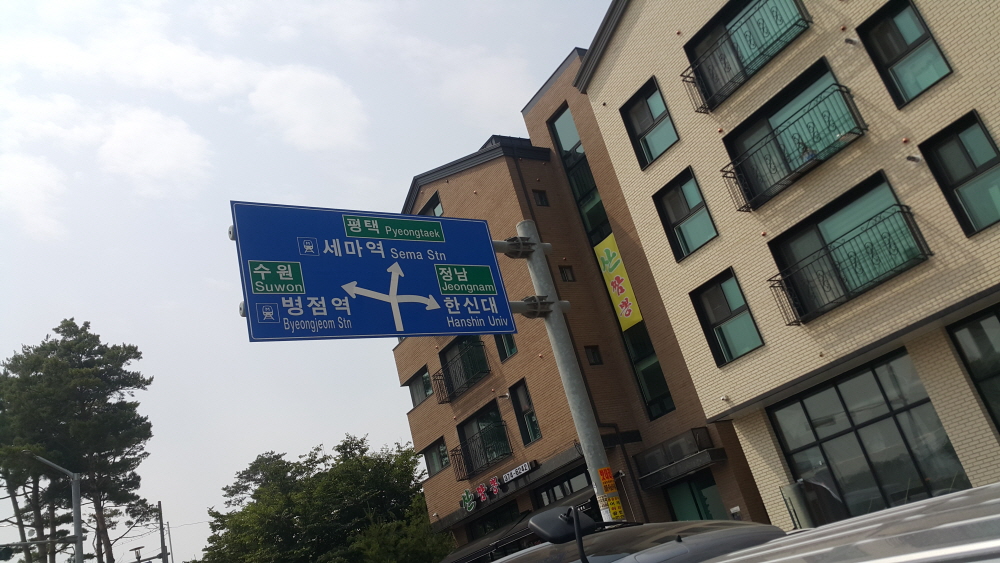 평택 Pyeongtaek
세마역 Sema Stn
수원
Suwon
정남
Jeongnam
병점역
Byeongjeom Stn
한신대
Hanshin Univ